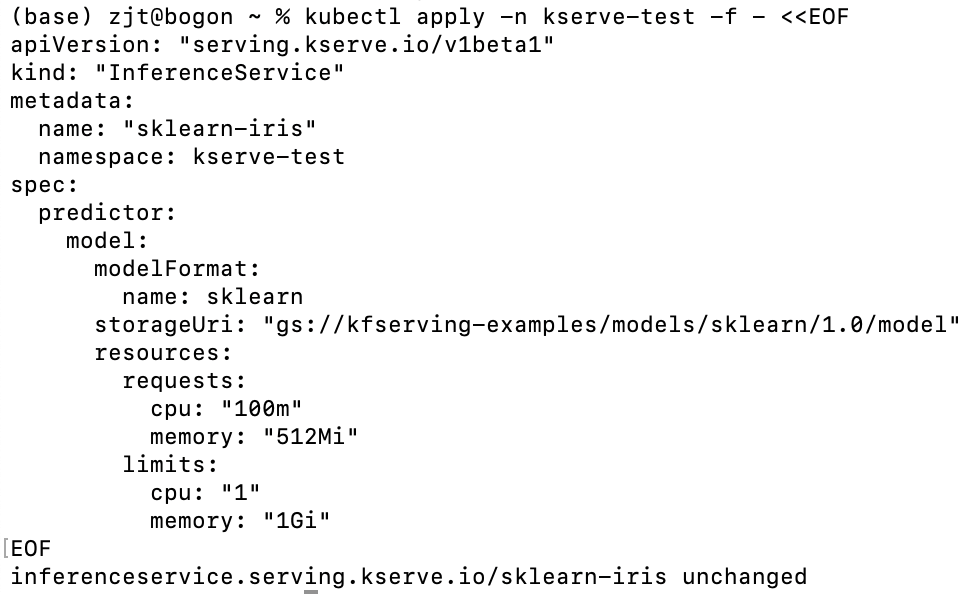 (base) zjt@bogon ~ % kubectl apply -n kserve-test -f - <<EOF
apiVersion: "serving.kserve.io/v1beta1"
kind: "InferenceService"
metadata:
  name: "sklearn-iris"
  namespace: kserve-test
spec:
  predictor:
    model:
      modelFormat:
        name: sklearn
      storageUri: "gs://kfserving-examples/models/sklearn/1.0/model"
      resources:
        requests:
          cpu: "100m"
          memory: "512Mi"
        limits:
          cpu: "1"
          memory: "1Gi"
EOF
inferenceservice.serving.kserve.io/sklearn-iris unchanged